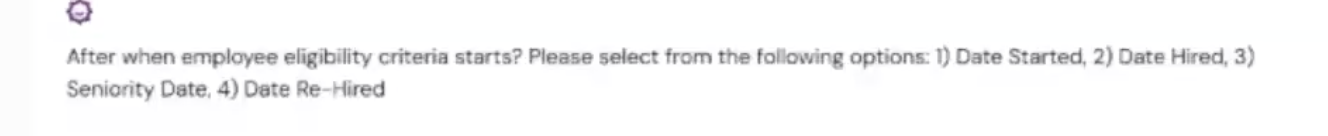 After when employee eligibility criteria starts? Please select from the following options: 1) Date Started, 2) Date Hired, 3)
Seniority Date, 4) Date Re-Hired